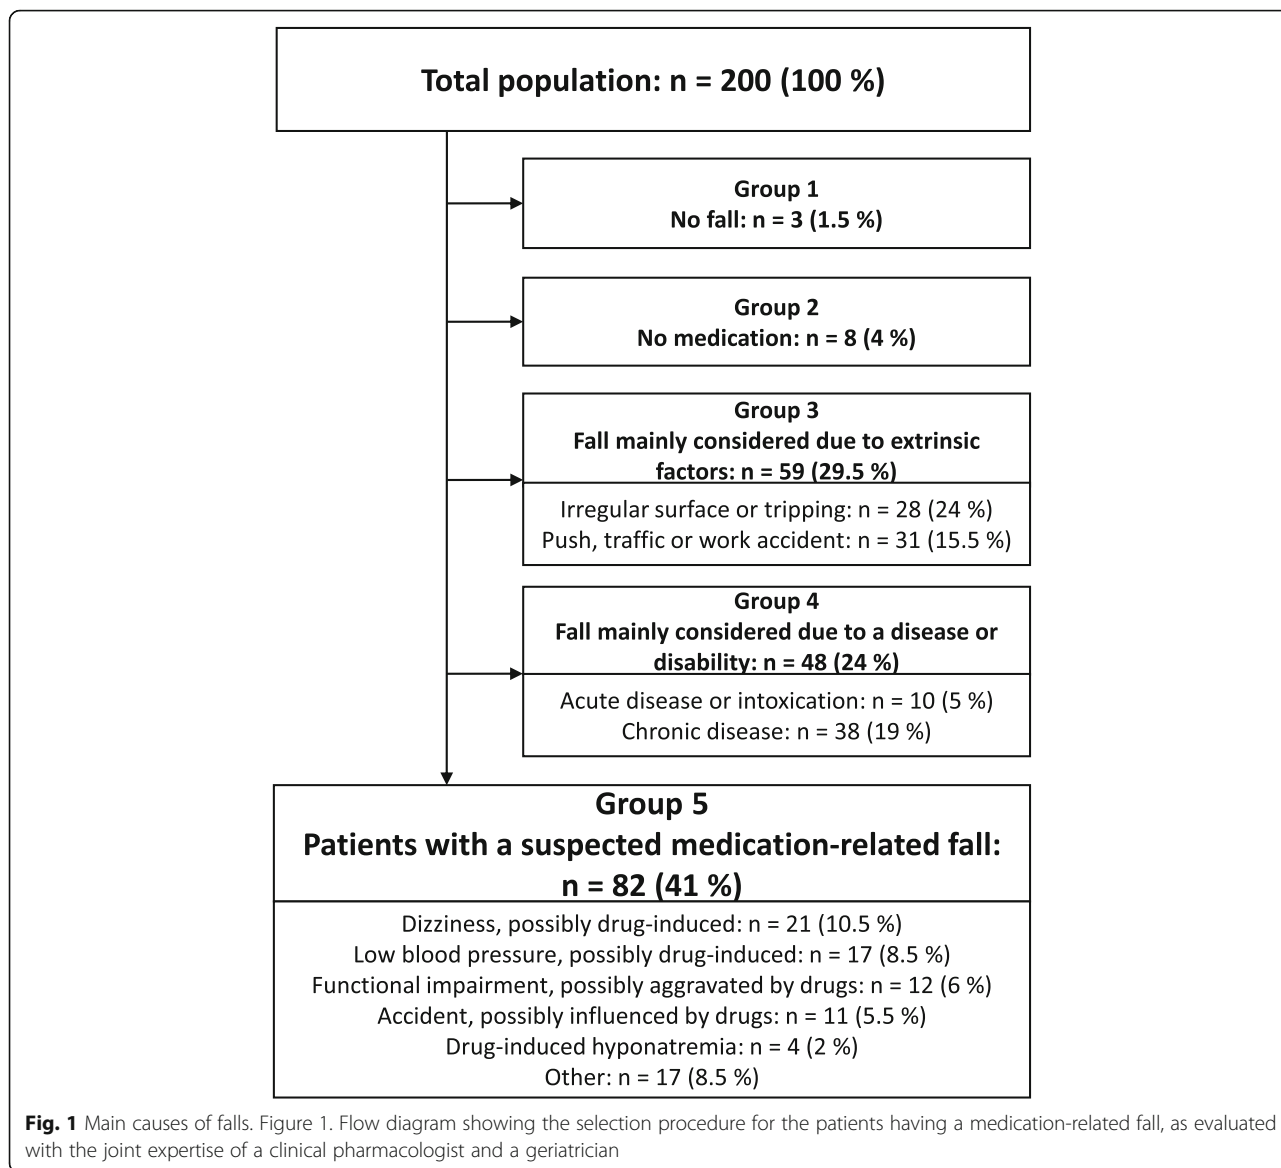 Total population: n = 200 (100 %)
Group 1
No fall: n = 3 (1.5 %)
Group 2
No medication: n = 8 (4 %)
Group 3
Fall mainly considered due to extrinsic
factors: n = 59 (29.5 %)
Irregular surface or tripping: n = 28 (24 %)
Push, traffic or work accident: n = 31 (15.5 %)
Group 4
Fall mainly considered due to a disease or
disability: n = 48 (24 %)
Acute disease or intoxication: n = 10 (5 %)
Chronic disease: n = 38 (19 %)
Group 5
Patients with a suspected medication-related fall:
n = 82 (41 %)
Dizziness, possibly drug-induced: n = 21 (10.5 %)
Low blood pressure, possibly drug-induced: n = 17 (8.5 %)
Functional impairment, possibly aggravated by drugs: n = 12 (6 %)
Accident, possibly influenced by drugs: n = 11 (5.5 %)
Drug-induced hyponatremia: n = 4 (2 %)
Other: n = 17 (8.5 %)
Fig. 1 Main causes of falls. Figure 1. Flow diagram showing the selection procedure for the patients having a medication-related fall, as evaluated
with the joint expertise of a clinical pharmacologist and a geriatrician